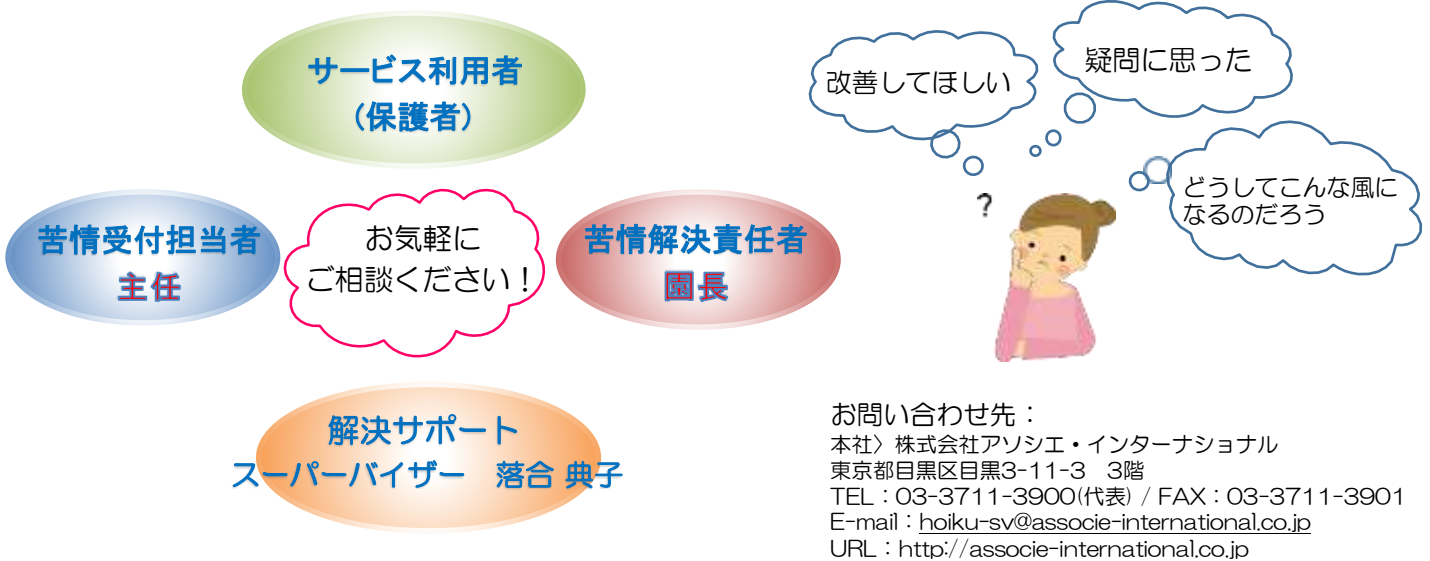 サービス利用者
(保護者)
苦情受付担当者
主任
お気軽に
ご相談ください！
苦情解決責任者
園長
解決サポート
スーパーバイザー　落合 典子
改善してほしい
疑問に思った
どうしてこんな風に
なるのだろう
?
お問い合わせ先：
本社〉株式会社アソシエ・インターナショナル
東京都目黒区目黒3-11-3　3階
TEL：03-3711-3900(代表) / FAX：03-3711-3901
E-mail：hoiku-sv@associe-international.co.jp
URL：http://associe-international.co.jp